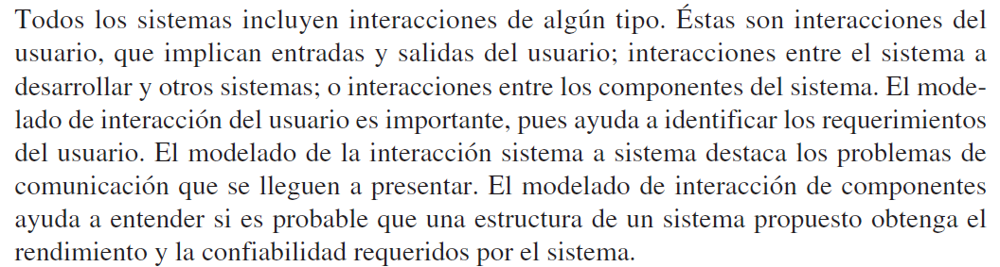 Todos los sistemas incluyen interacciones de algún tipo. Éstas son interacciones del
usuario, que implican entradas y salidas del usuario; interacciones entre el sistema a
desarrollar y otros sistemas; o interacciones entre los componentes del sistema. El mode-
lado de interacción del usuario es importante, pues ayuda a identificar los requerimientos
del usuario. El modelado de la interacción sistema a sistema destaca los problemas de
comunicación que se lleguen a presentar. El modelado de interacción de componentes
ayuda a entender si es probable que una estructura de un sistema propuesto obtenga el
rendimiento y la confiabilidad requeridos por el sistema.